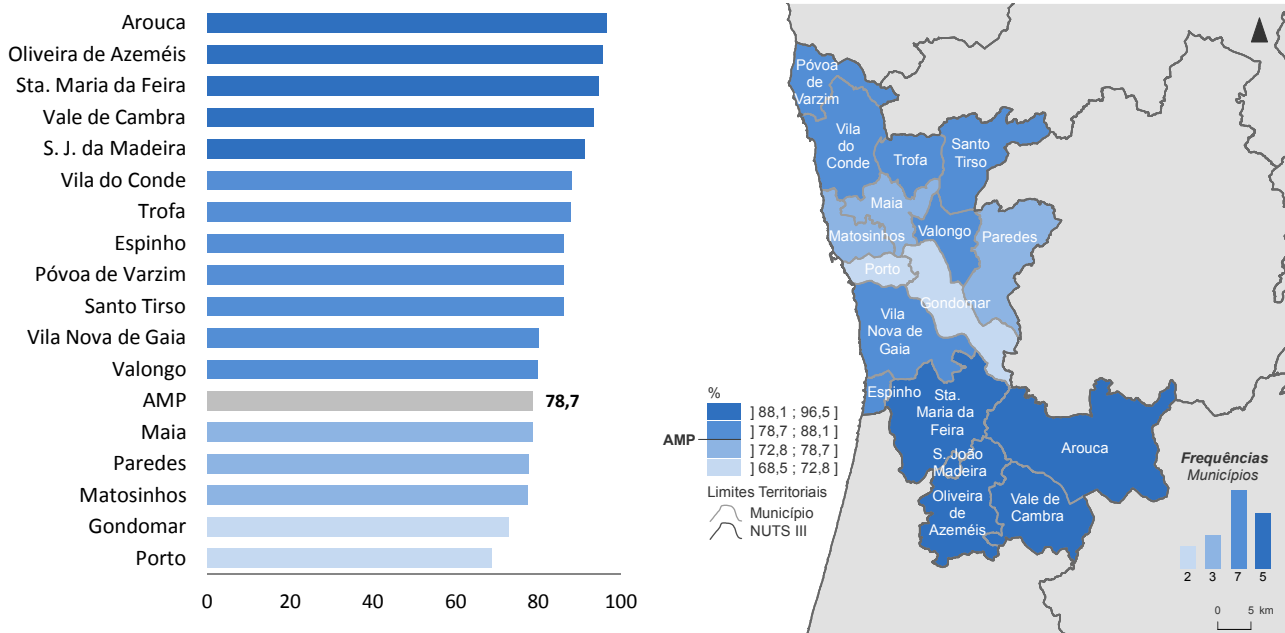 Arouca
Oliveira de Azeméis
Sta. Maria da Feira
Vale de Cambra
S. J. da Madeira
Vila do Conde
Trofa
Espinho
Póvoa de Varzim
Santo Tirso
Vila Nova de Gaia
Valongo
AMP
78,7
Maia
Paredes
Matosinhos
Gondomar
Porto
0 20 40 60 80 100
Póvoa
de
Varzim
Vila
do
Conde
Trofa
Santo
Tirso
Maia
Matosinhos
Valongo
Paredes
Porto
Gondomar
Vila
Nova de
Gaia
Espinho
Sta.
Maria da
Feira
Arouca
S. João
Madeira
Oliveira
de
Azeméis
Vale de
Cambra
%
] 88,1 ; 96,5 ]
] 78,7 ; 88,1 ]
AMP
] 72,8 ; 78,7 ]
] 68,5 ; 72,8 ]
Limites Territoriais
Município
NUTS III
Frequências
Municípios
2 3 7 5
0 5 km